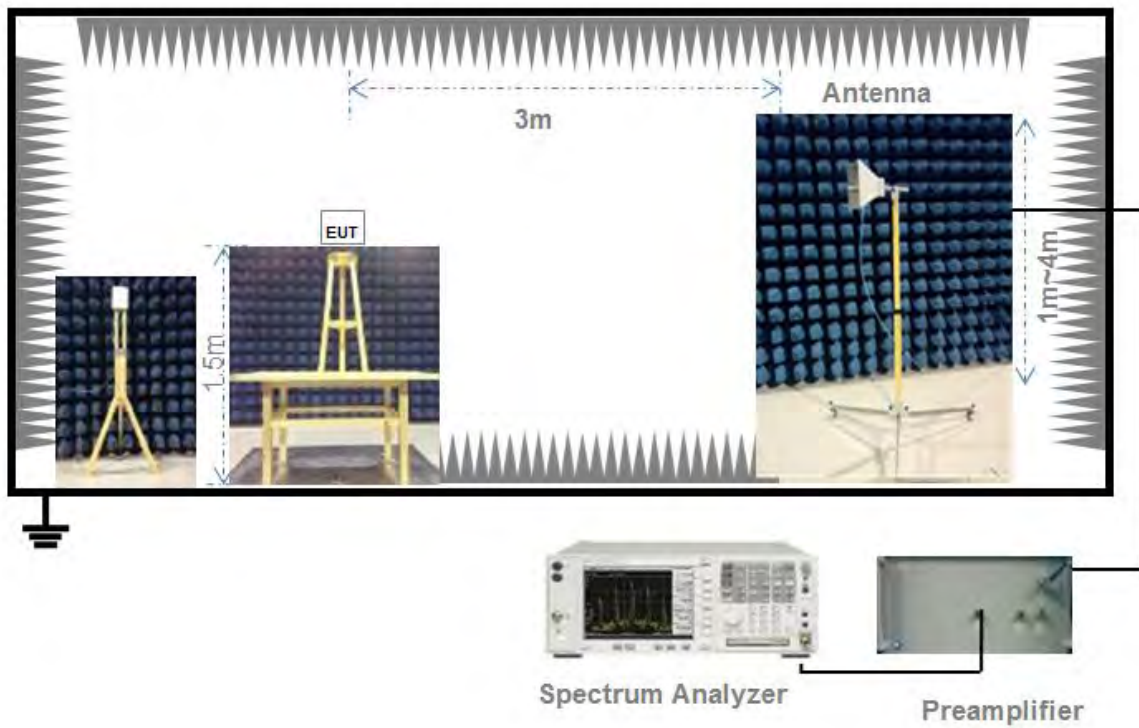 Antenna
3m
EUT
1.5m
1m~4m
Spectrum Analyzer
Preamplifier